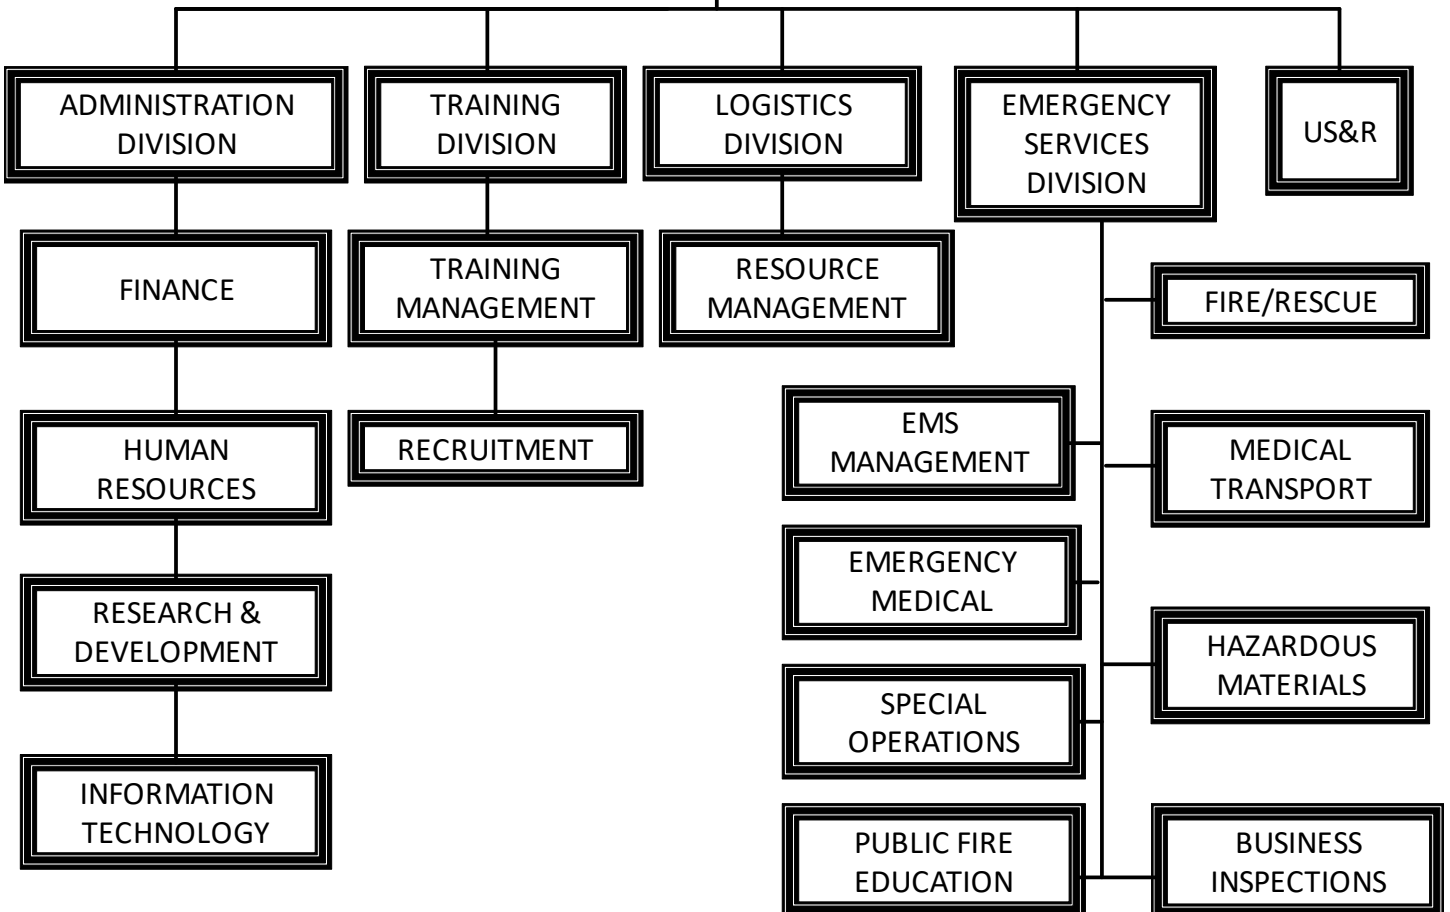 ADMINISTRATION
DIVISION
TRAINING
DIVISION
LOGISTICS
DIVISION
EMERGENCY
SERVICES
DIVISION
US&R
FINANCE
TRAINING
MANAGEMENT
RESOURCE
MANAGEMENT
FIRE/RESCUE
HUMAN
RESOURCES
RECRUITMENT
EMS
MANAGEMENT
MEDICAL
TRANSPORT
RESEARCH &
DEVELOPMENT
EMERGENCY
MEDICAL
HAZARDOUS
MATERIALS
SPECIAL
OPERATIONS
INFORMATION
TECHNOLOGY
PUBLIC FIRE
EDUCATION
BUSINESS
INSPECTIONS